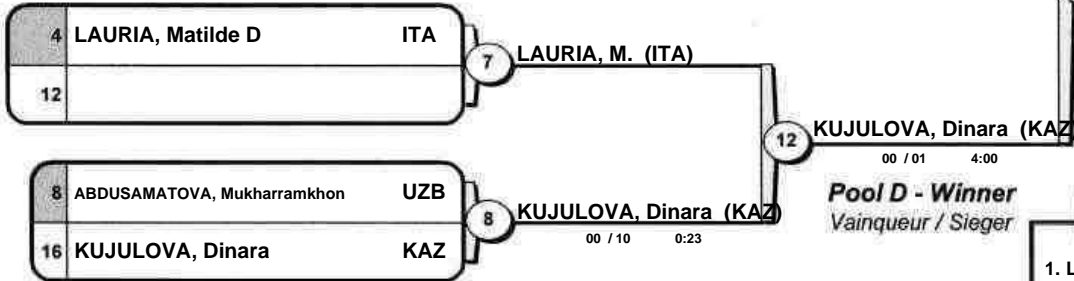 4 LAURIA, Matilde D ITA
12
7 LAURIA, M. (ITA)
8 ABDUSAMATOVA, Mukharramkhon UZB
16 KUJULOVA, Dinara KAZ
8 KUJULOVA, Dinara (KAZ)
00 / 10 0:23
12 KUJULOVA, Dinara (KAZ
00 / 01 4:00
Pool D - Winner
Vainqueur / Sieger
1. L